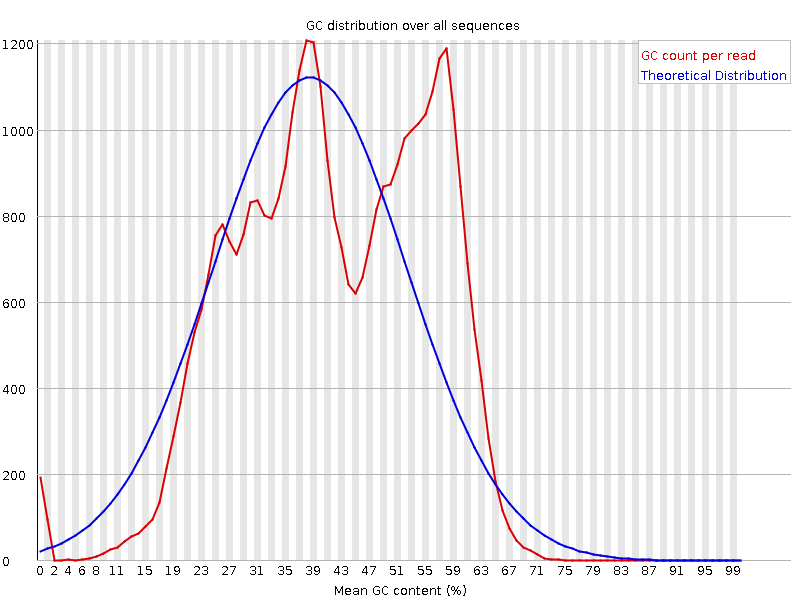 GC distribution over all sequences
GC count per read
Theoretical Distribution
1200
1000
800
600
400
200
0
0 2 4 6 8 11 15 19 23 27 31 35 39 43 47 51 55 59 63 67 71 75 79 83 87 91 95 99
Mean GC content (%)